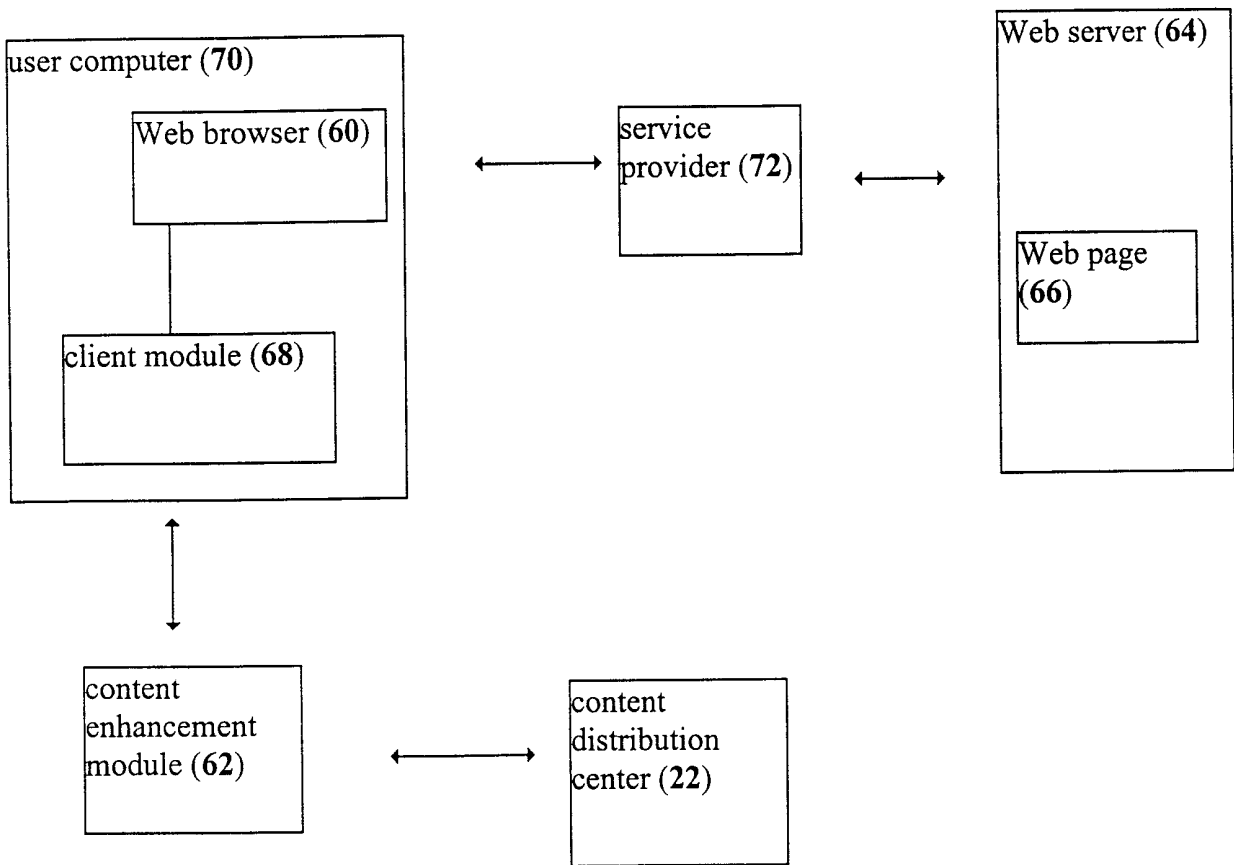 user computer (70)
Web browser (60)
client module (68)
service
provider (72)
Web server (64)
Web page
(66)
content
enhancement
module (62)
content
distribution
center (22)